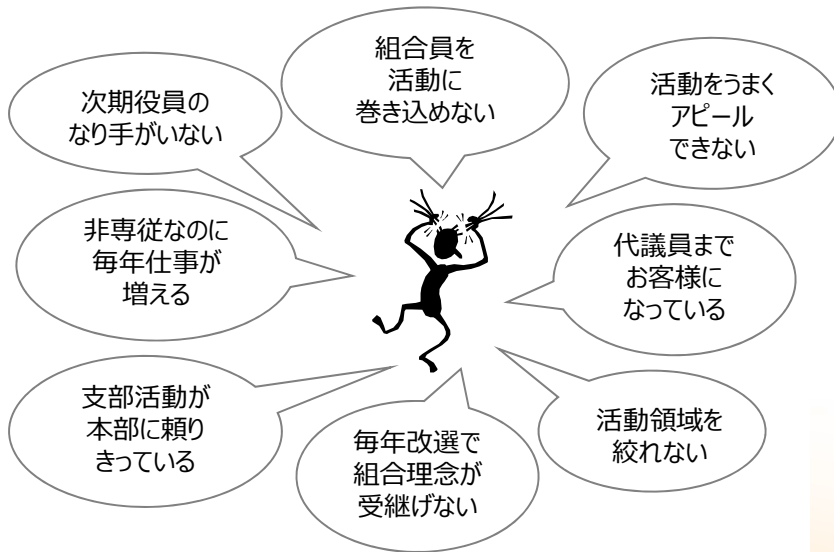 組合員を
活動に
巻き込めない
次期役員の
なり手がいない
活動をうまく
アピール
できない
非専従なのに
毎年仕事が
増える
代議員まで
お客様に
なっている
支部活動が
本部に頼り
きっている
毎年改選で
組合理念が
受継げない
活動領域を
絞れない